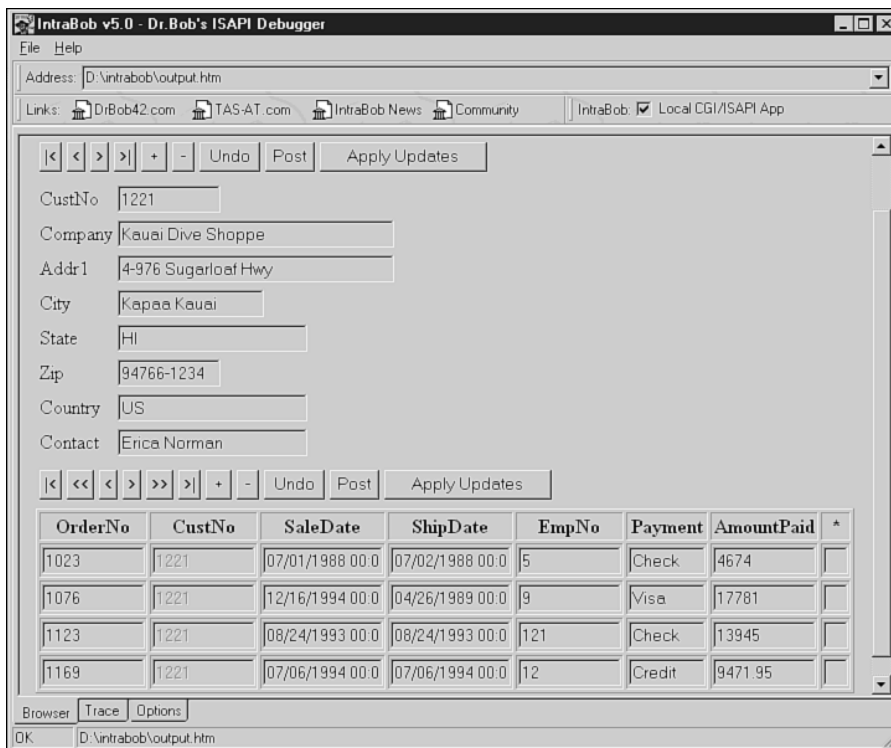 IntraBob v5.0 - Dr.Bob's ISAPI Debugger
File Help
Address: D:\intrabob\output.htm
Links: DrBob42.com TAS-AT.com IntraBob News Community IntraBob: Local CGI/ISAPI App
|< < > >| + - Undo Post Apply Updates
CustNo 1221
Company Kauai Dive Shoppe
Addr1 4-976 Sugarloaf Hwy
City Kapaa Kauai
State HI
Zip 94766-1234
Country US
Contact Erica Norman
|< << < > >> >| + - Undo Post Apply Updates
OrderNo CustNo SaleDate ShipDate EmpNo Payment AmountPaid *
1023 1221 07/01/1988 00:0 07/02/1988 00:0 5 Check 4674
1076 1221 12/16/1994 00:0 04/26/1989 00:0 9 Visa 17781
1123 1221 08/24/1993 00:0 08/24/1993 00:0 121 Check 13945
1169 1221 07/06/1994 00:0 07/06/1994 00:0 12 Credit 9471.95
Browser Trace Options
OK D:\intrabob\output.htm